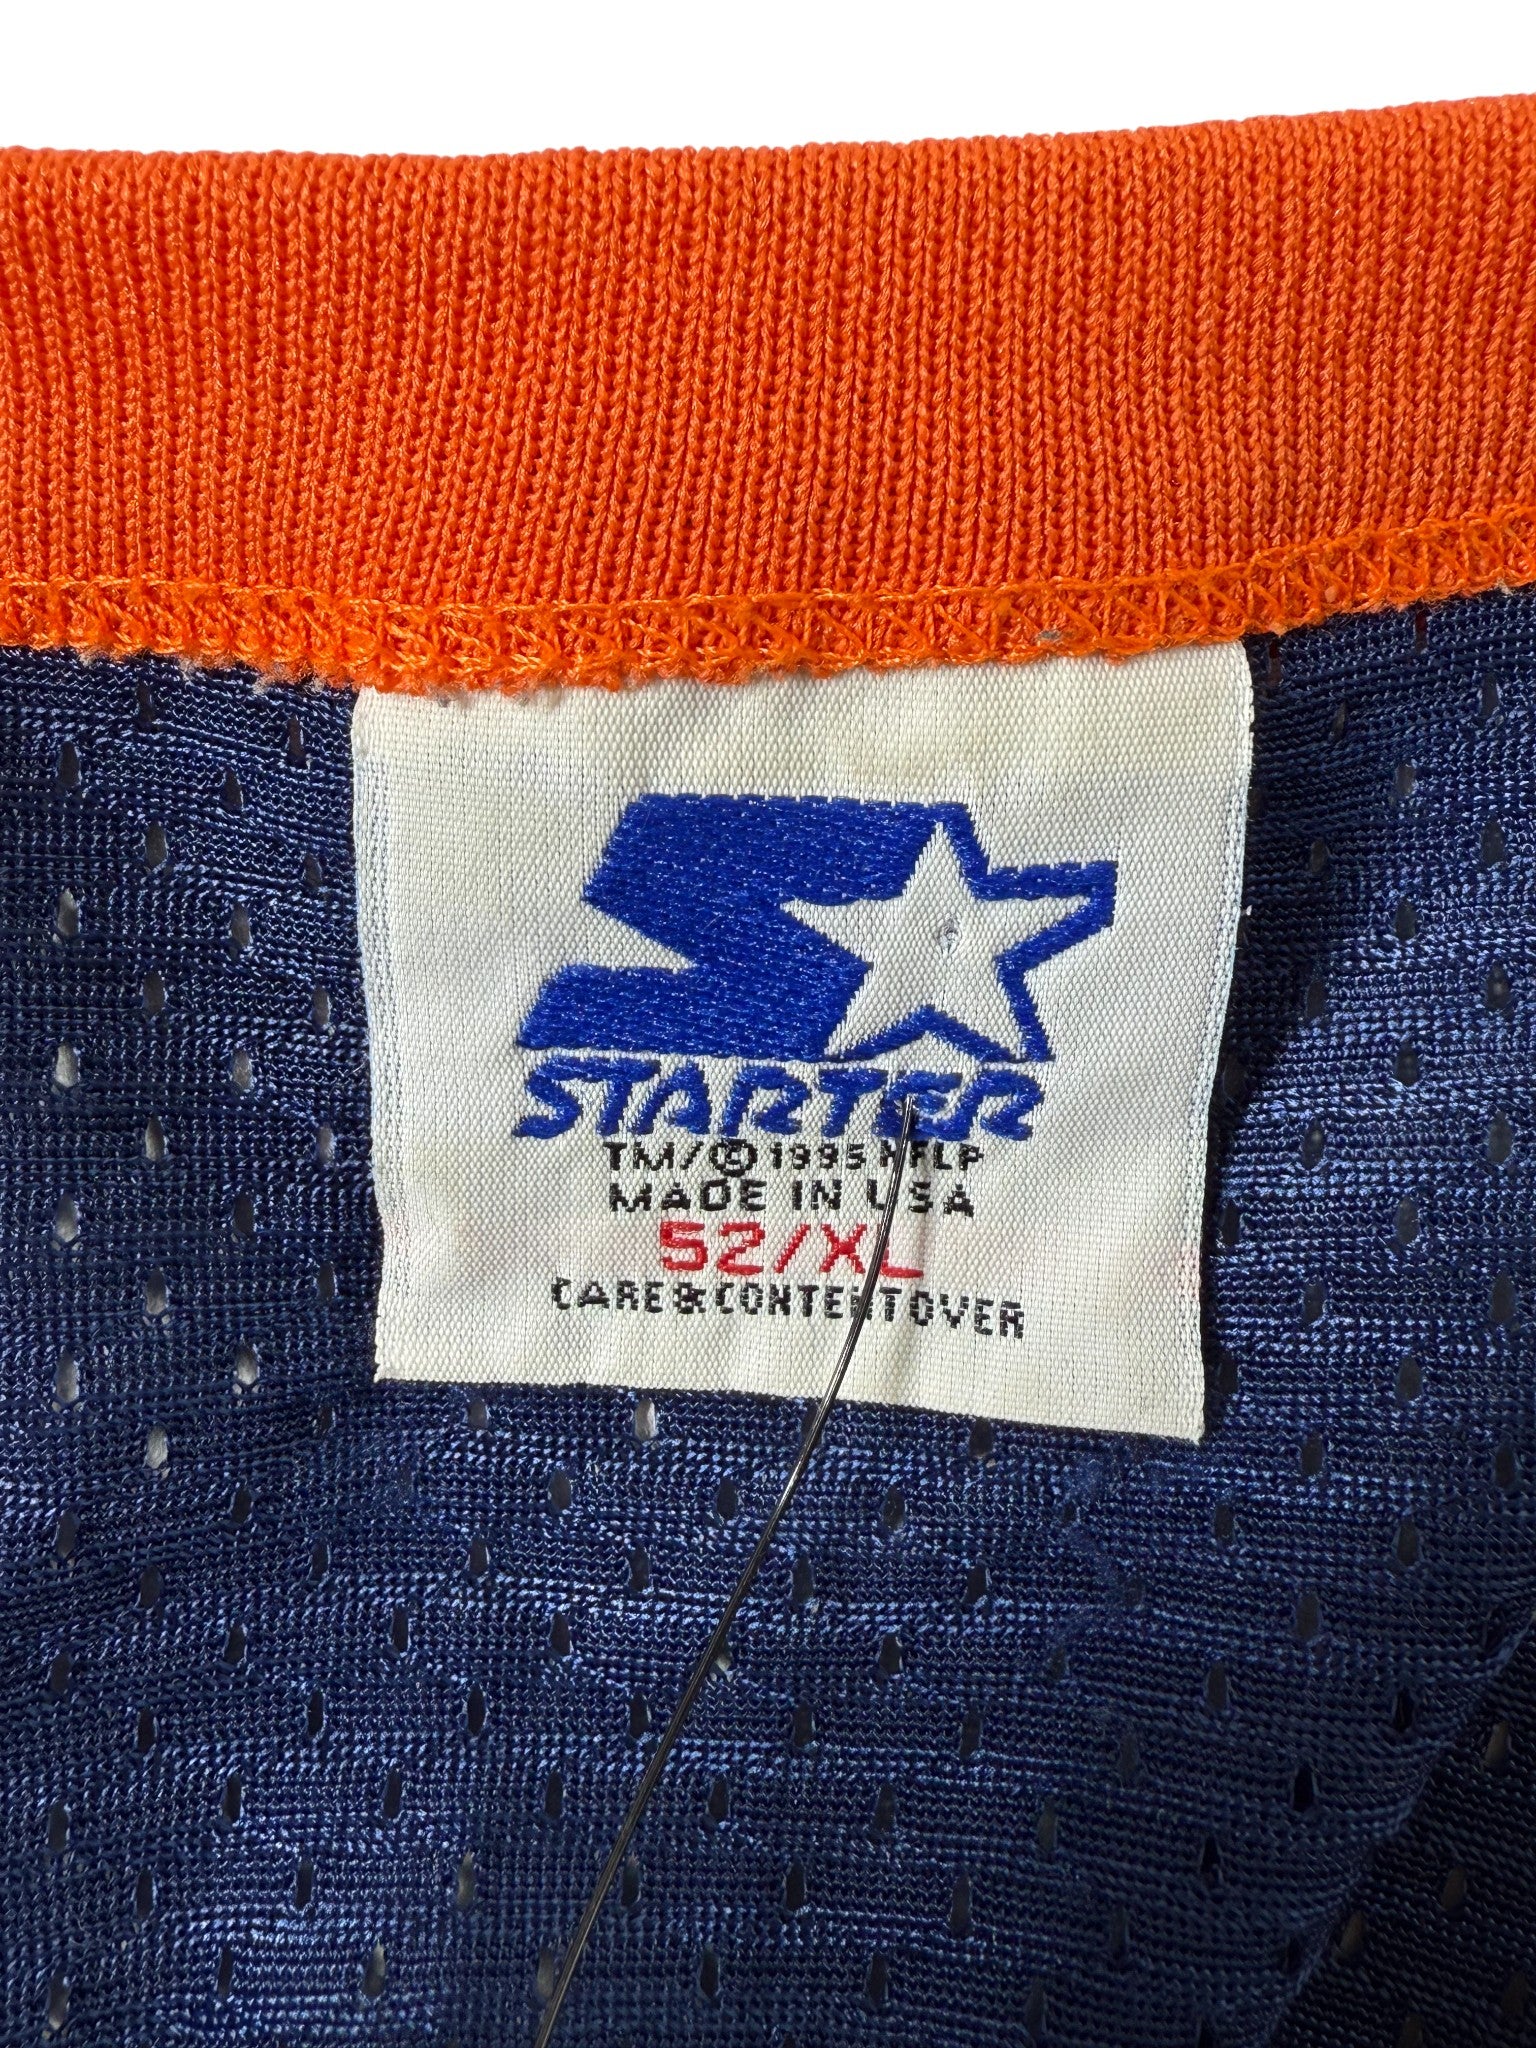 STARTER
TM/© 1995 NFLP
MADE IN USA
52/XL
CARE & CONTENT OVER